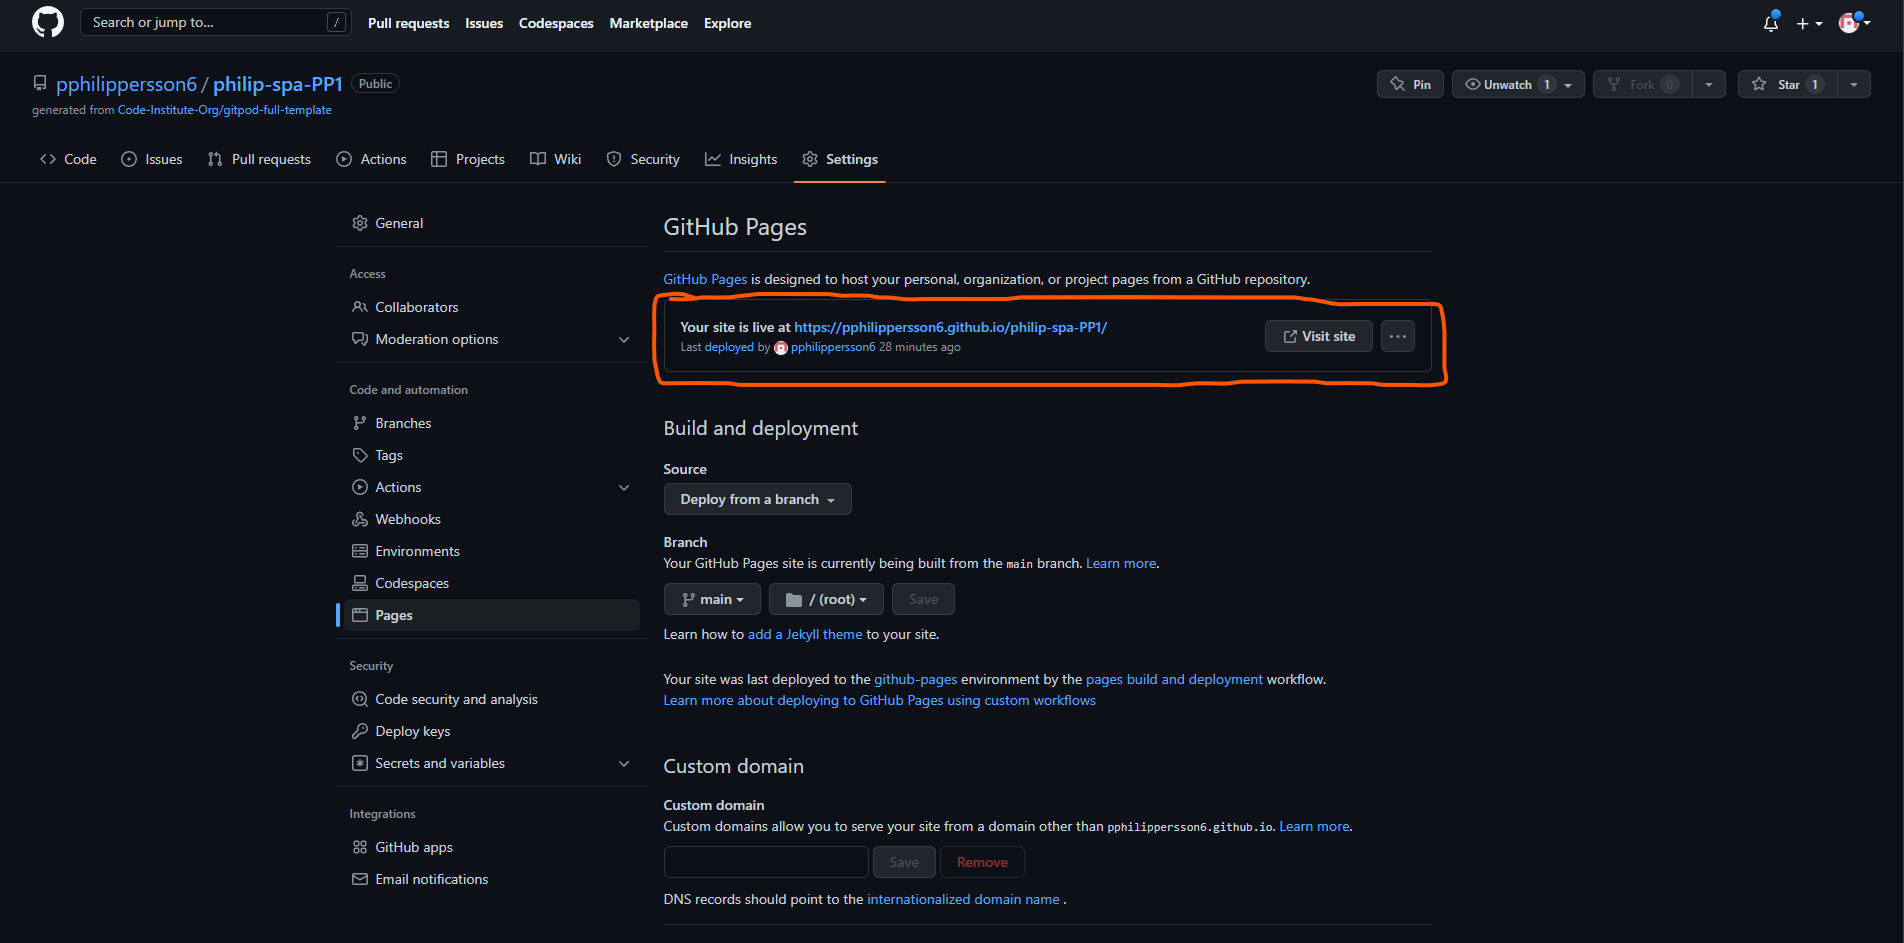 Search or jump to... /
Pull requests Issues Codespaces Marketplace Explore
pphilippersson6 / philip-spa-PP1 Public
Pin Unwatch 1 Fork 0 Star 1
generated from Code-Institute-Org/gitpod-full-template
Code Issues Pull requests Actions Projects Wiki Security Insights Settings
General
Access
Collaborators
Moderation options
Code and automation
Branches
Tags
Actions
Webhooks
Environments
Codespaces
Pages
Security
Code security and analysis
Deploy keys
Secrets and variables
Integrations
GitHub apps
Email notifications
GitHub Pages
GitHub Pages is designed to host your personal, organization, or project pages from a GitHub repository.
Your site is live at https://pphilippersson6.github.io/philip-spa-PP1/
Last deployed by pphilippersson6 28 minutes ago
Visit site ...
Build and deployment
Source
Deploy from a branch
Branch
Your GitHub Pages site is currently being built from the main branch. Learn more.
main / (root) Save
Learn how to add a Jekyll theme to your site.
Your site was last deployed to the github-pages environment by the pages build and deployment workflow.
Learn more about deploying to GitHub Pages using custom workflows
Custom domain
Custom domain
Custom domains allow you to serve your site from a domain other than pphilippersson6.github.io. Learn more.
Save Remove
DNS records should point to the internationalized domain name .